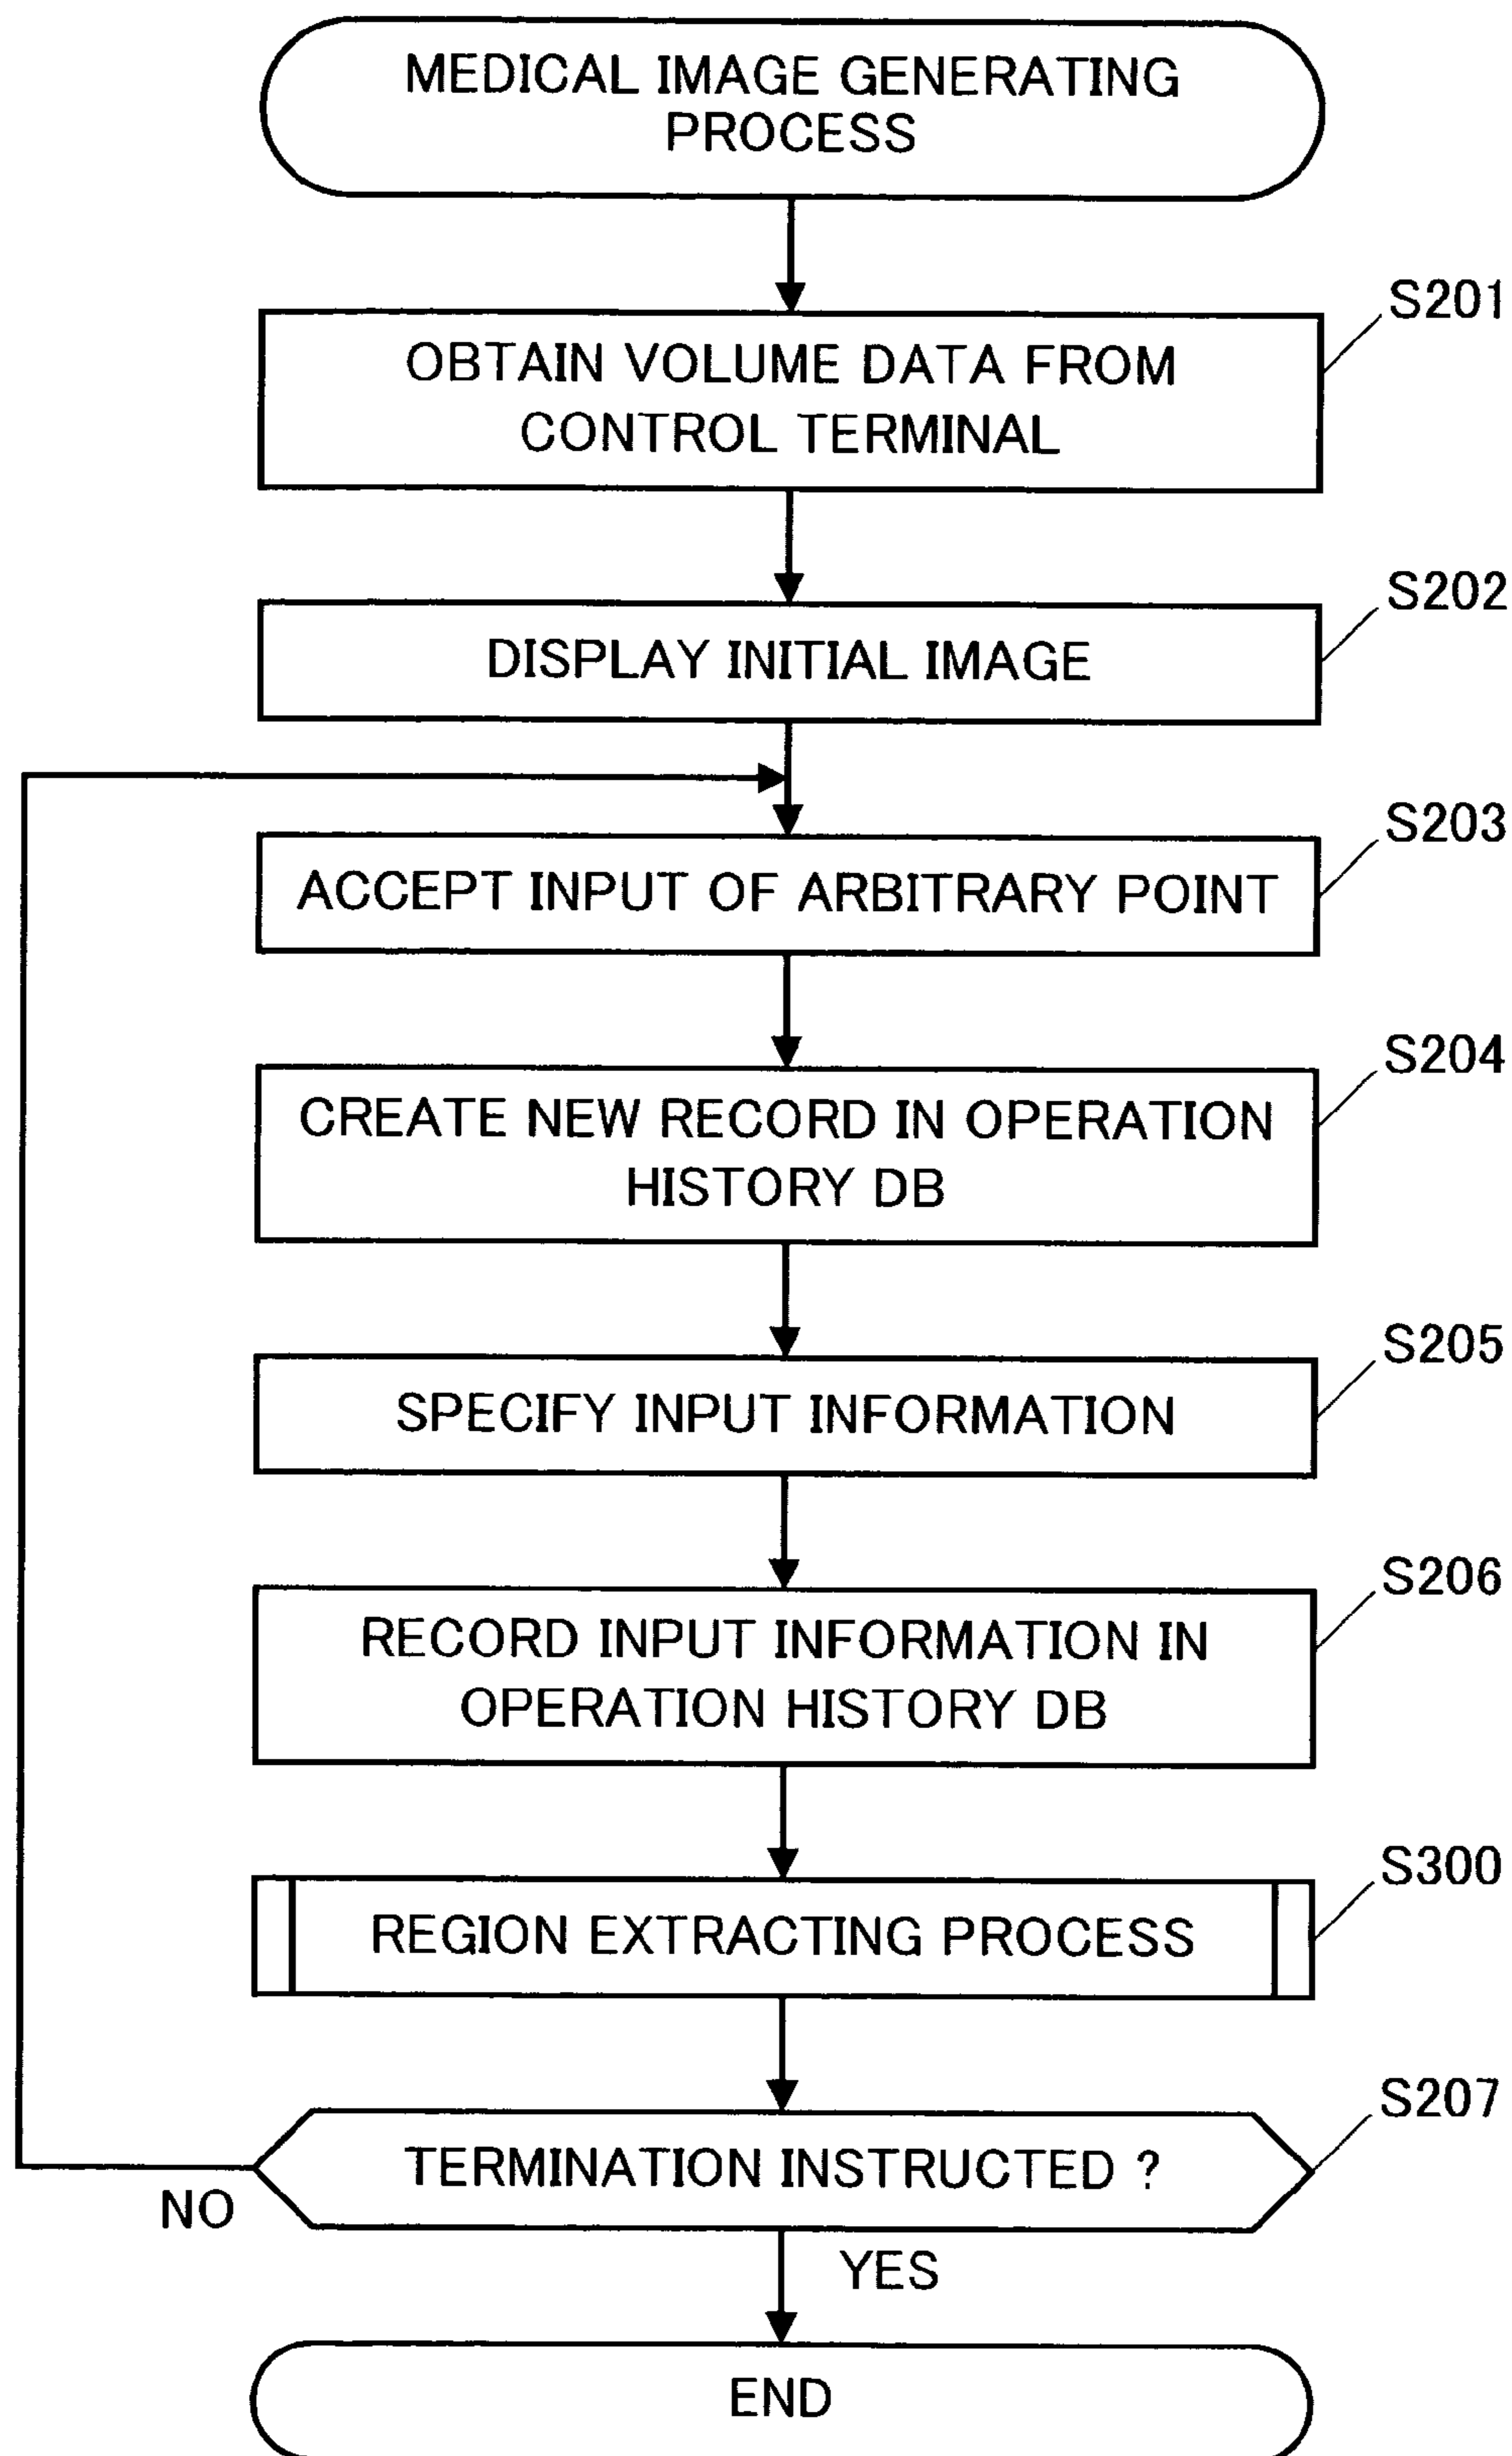 MEDICAL IMAGE GENERATING
PROCESS
S201
OBTAIN VOLUME DATA FROM
CONTROL TERMINAL
S202
DISPLAY INITIAL IMAGE
S203
ACCEPT INPUT OF ARBITRARY POINT
S204
CREATE NEW RECORD IN OPERATION
HISTORY DB
S205
SPECIFY INPUT INFORMATION
S206
RECORD INPUT INFORMATION IN
OPERATION HISTORY DB
S300
REGION EXTRACTING PROCESS
S207
TERMINATION INSTRUCTED ?
NO
YES
END